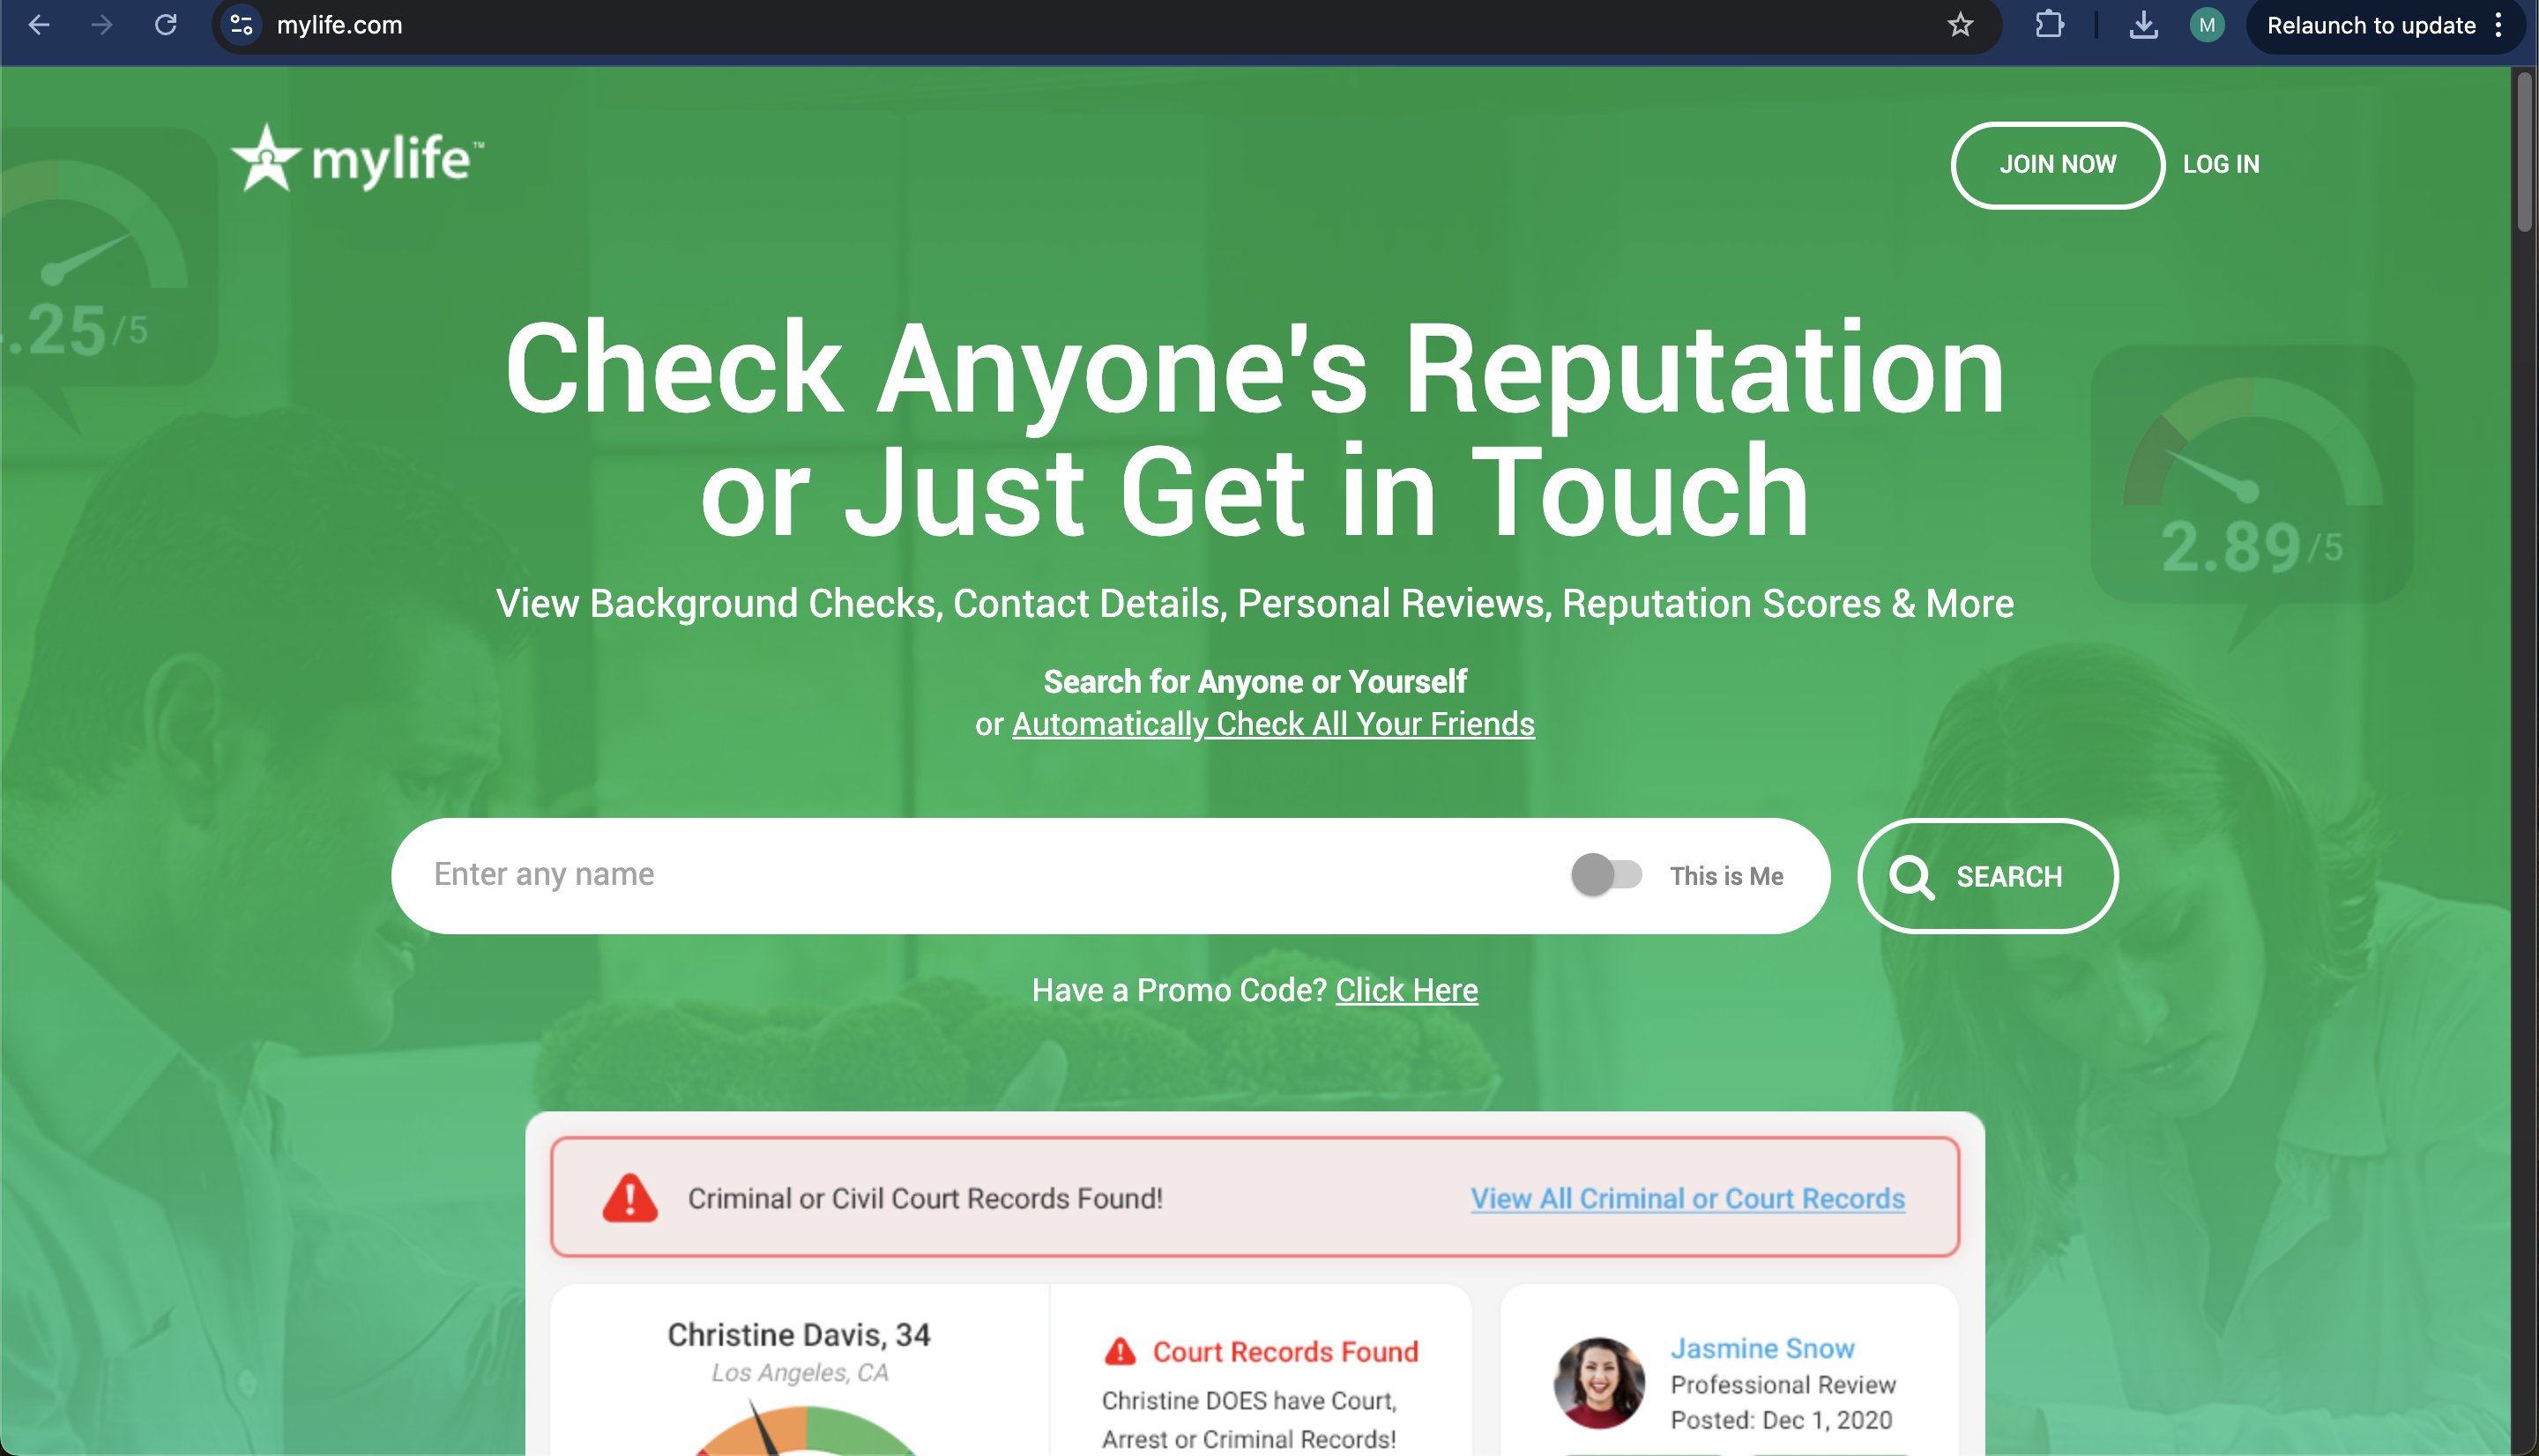 mylife.com
M
Relaunch to update
mylife™
JOIN NOW
LOG IN
.25/5
Check Anyone's Reputation
or Just Get in Touch
2.89/5
View Background Checks, Contact Details, Personal Reviews, Reputation Scores & More
Search for Anyone or Yourself
or Automatically Check All Your Friends
Enter any name
This is Me
SEARCH
Have a Promo Code? Click Here
Criminal or Civil Court Records Found!
View All Criminal or Court Records
Christine Davis, 34
Los Angeles, CA
Court Records Found
Christine DOES have Court,
Arrest or Criminal Records!
Jasmine Snow
Professional Review
Posted: Dec 1, 2020